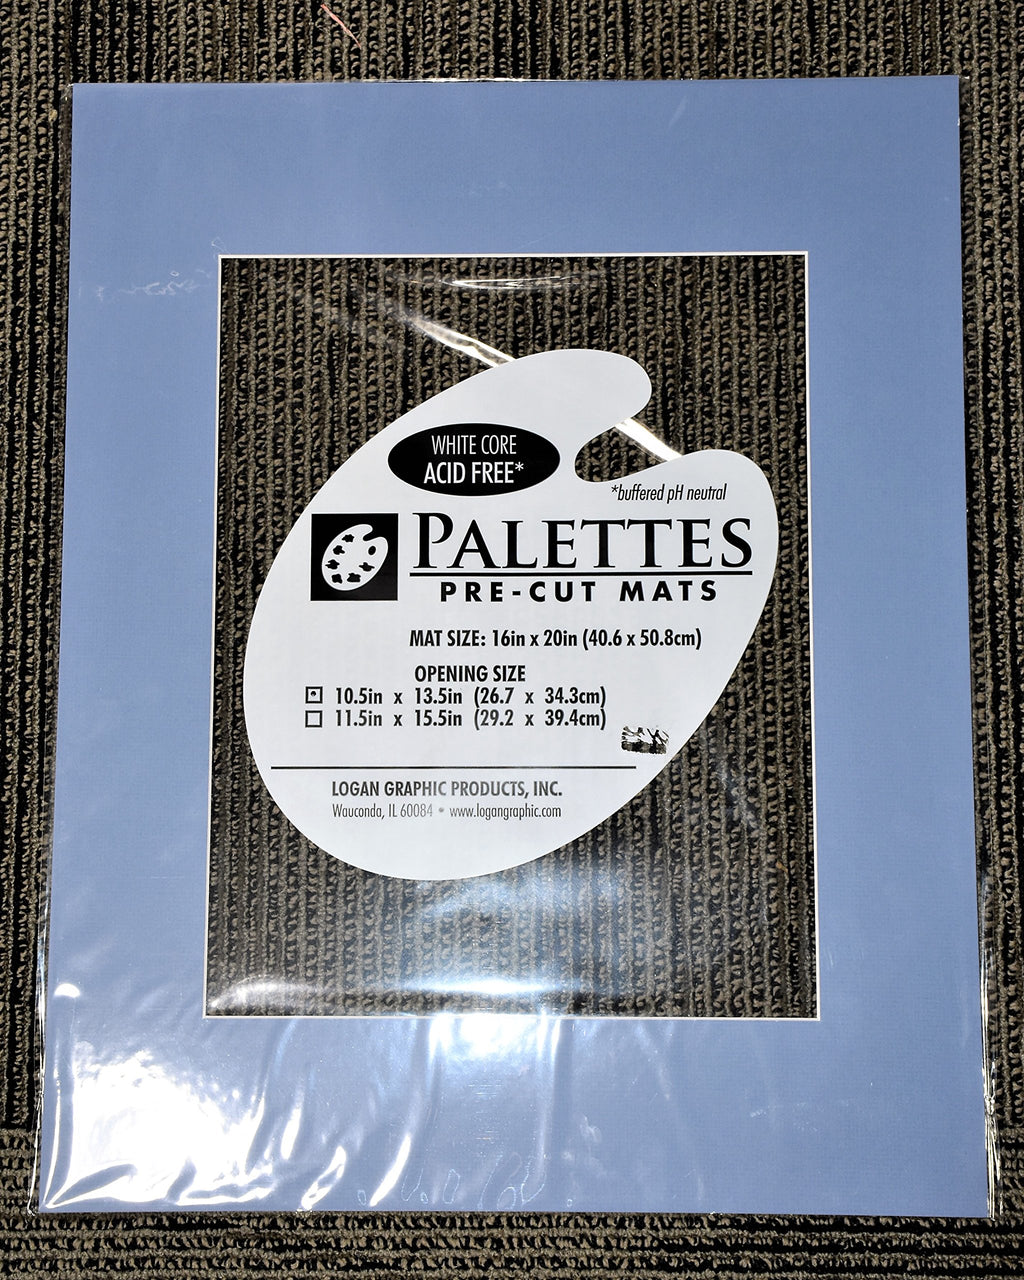 WHITE CORE
ACID FREE*
*buffered pH neutral
PALETTES
PRE-CUT MATS
MAT SIZE: 16in x 20in (40.6 x 50.8cm)
OPENING SIZE
10.5in x 13.5in (26.7 x 34.3cm)
11.5in x 15.5in (29.2 x 39.4cm)
LOGAN GRAPHIC PRODUCTS, INC.
Wauconda, IL 60084 • www.logangraphic.com